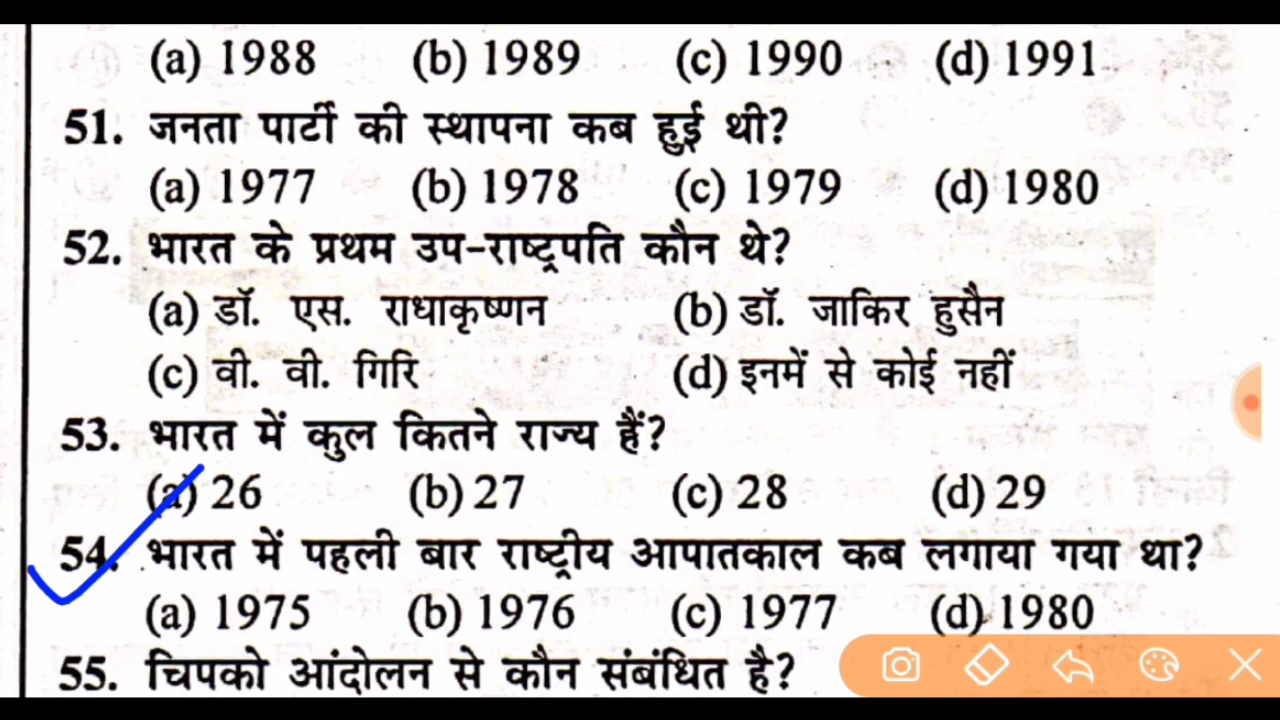 (a) 1988 (b) 1989 (c) 1990 (d) 1991
51. जनता पार्टी की स्थापना कब हुई थी?
(a) 1977 (b) 1978 (c) 1979 (d) 1980
52. भारत के प्रथम उप-राष्ट्रपति कौन थे?
(a) डॉ. एस. राधाकृष्णन (b) डॉ. जाकिर हुसैन
(c) वी. वी. गिरि (d) इनमें से कोई नहीं
53. भारत में कुल कितने राज्य हैं?
(a) 26 (b) 27 (c) 28 (d) 29
54. भारत में पहली बार राष्ट्रीय आपातकाल कब लगाया गया था?
(a) 1975 (b) 1976 (c) 1977 (d) 1980
55. चिपको आंदोलन से कौन संबंधित है?